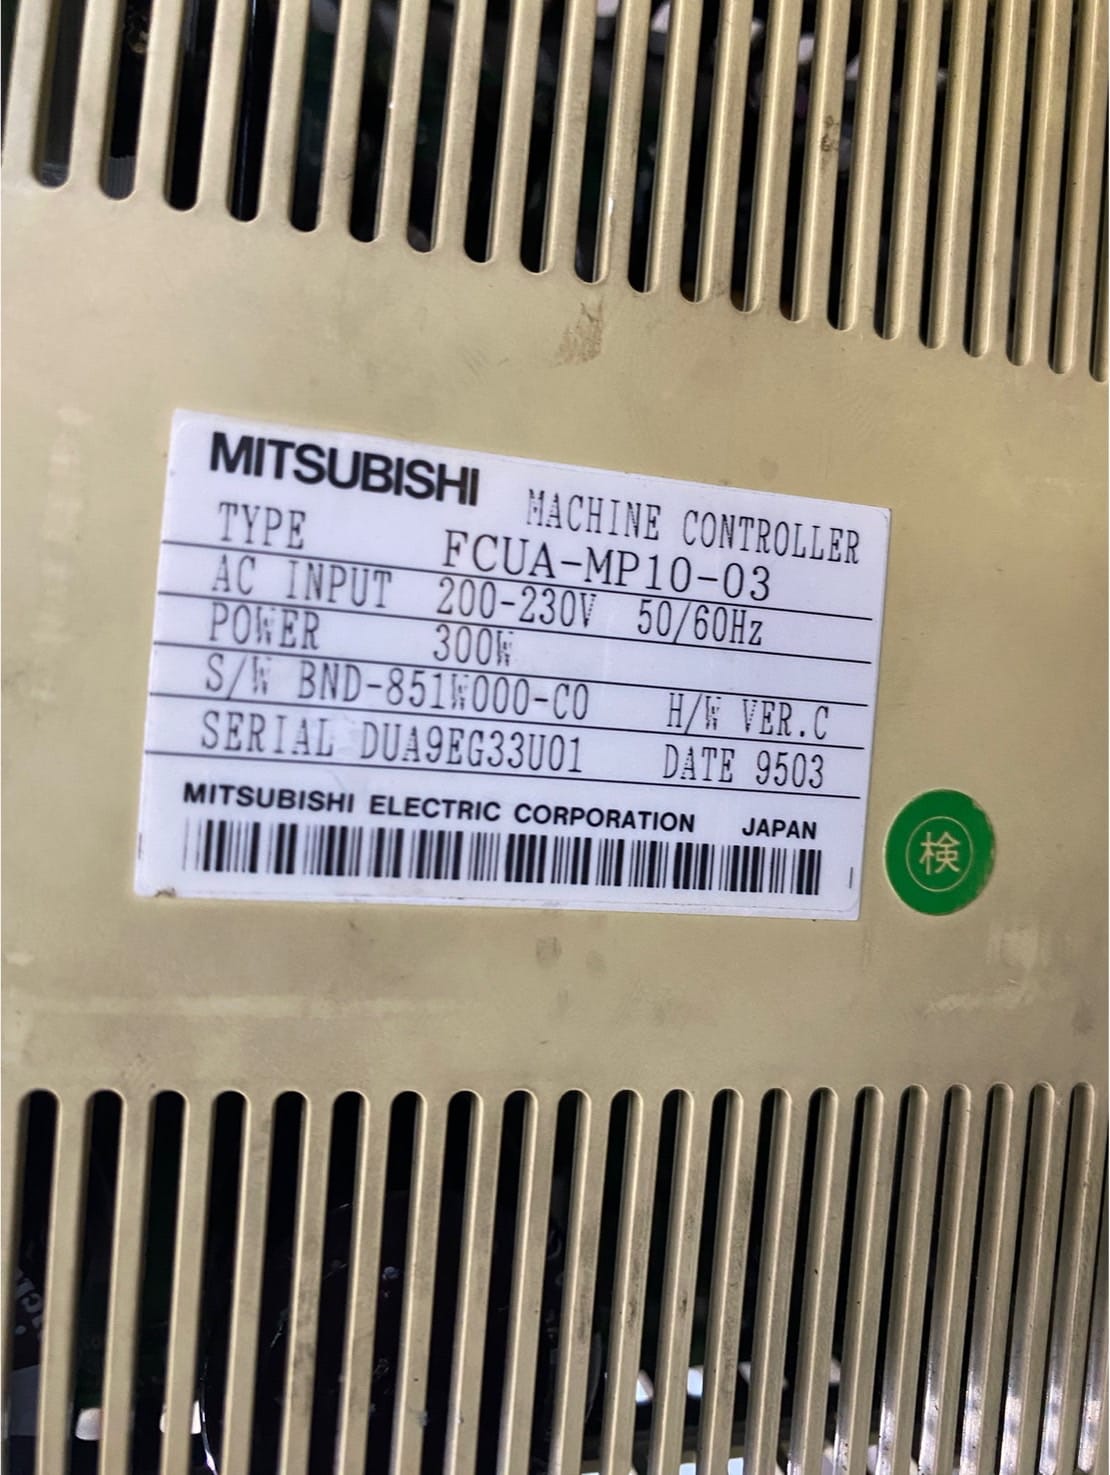 MITSUBISHI MACHINE CONTROLLER
TYPE FCUA-MP10-03
AC INPUT 200-230V 50/60Hz
POWER 300W
S/W BND-851W000-C0 H/W VER.C
SERIAL DUA9EG33U01 DATE 9503
MITSUBISHI ELECTRIC CORPORATION JAPAN
検